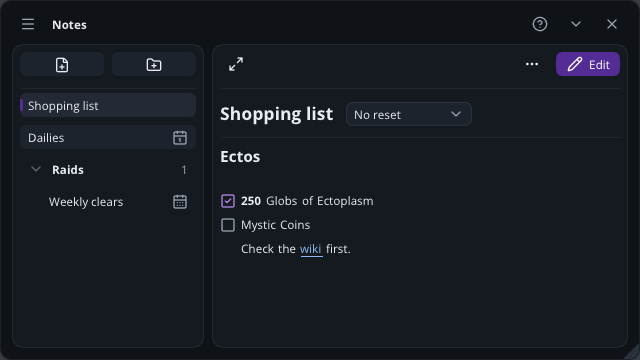 Notes
Edit
Shopping list
Dailies
Raids 1
Weekly clears
Shopping list No reset
Ectos
250 Globs of Ectoplasm
Mystic Coins
Check the wiki first.